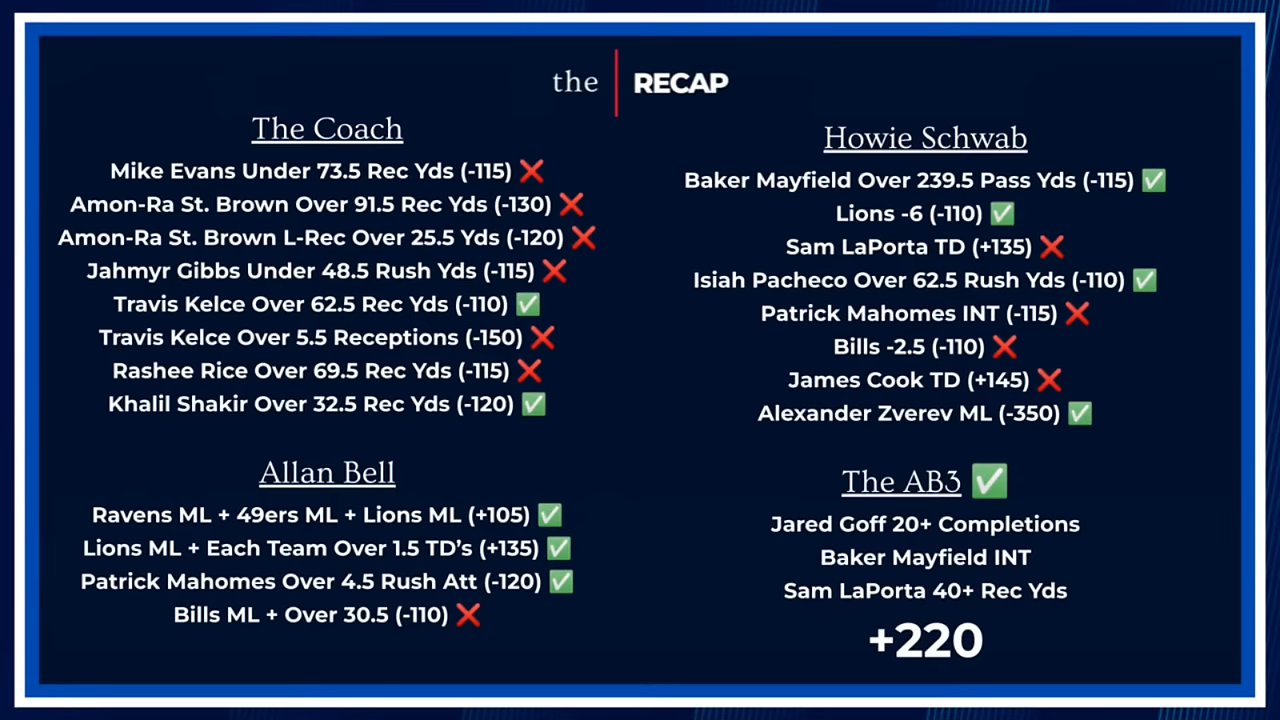 the | RECAP
The Coach
Mike Evans Under 73.5 Rec Yds (-115) ❌
Amon-Ra St. Brown Over 91.5 Rec Yds (-130) ❌
Amon-Ra St. Brown L-Rec Over 25.5 Yds (-120) ❌
Jahmyr Gibbs Under 48.5 Rush Yds (-115) ❌
Travis Kelce Over 62.5 Rec Yds (-110) ✅
Travis Kelce Over 5.5 Receptions (-150) ❌
Rashee Rice Over 69.5 Rec Yds (-115) ❌
Khalil Shakir Over 32.5 Rec Yds (-120) ✅
Howie Schwab
Baker Mayfield Over 239.5 Pass Yds (-115) ✅
Lions -6 (-110) ✅
Sam LaPorta TD (+135) ❌
Isiah Pacheco Over 62.5 Rush Yds (-110) ✅
Patrick Mahomes INT (-115) ❌
Bills -2.5 (-110) ❌
James Cook TD (+145) ❌
Alexander Zverev ML (-350) ✅
Allan Bell
Ravens ML + 49ers ML + Lions ML (+105) ✅
Lions ML + Each Team Over 1.5 TD’s (+135) ✅
Patrick Mahomes Over 4.5 Rush Att (-120) ✅
Bills ML + Over 30.5 (-110) ❌
The AB3 ✅
Jared Goff 20+ Completions
Baker Mayfield INT
Sam LaPorta 40+ Rec Yds
+220